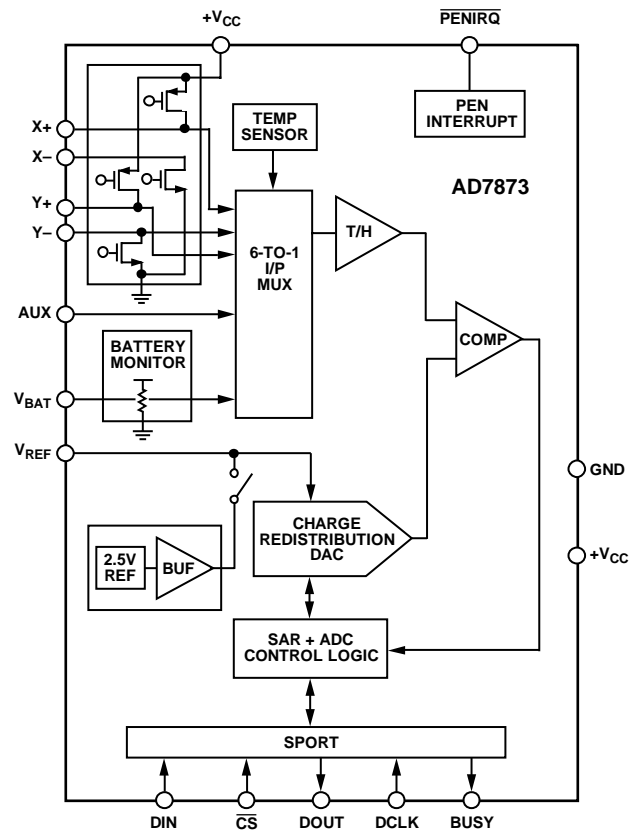 +VCC
PENIRQ
X+
X–
Y+
Y–
TEMP
SENSOR
PEN
INTERRUPT
AD7873
6-TO-1
I/P
MUX
T/H
AUX
COMP
BATTERY
MONITOR
VBAT
VREF
GND
CHARGE
REDISTRIBUTION
DAC
+VCC
2.5V
REF
BUF
SAR + ADC
CONTROL LOGIC
SPORT
DIN
CS
DOUT
DCLK
BUSY